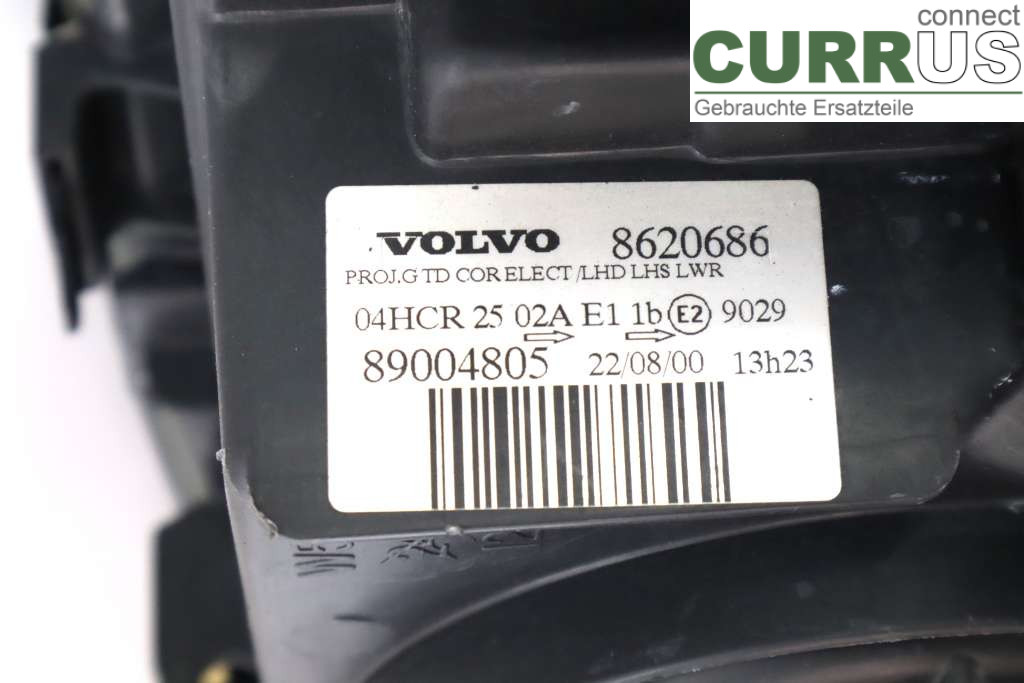 connect
CURRUS
Gebrauchte Ersatzteile
VOLVO 8620686
PROJ.G TD COR ELECT /LHD LHS LWR
04HCR 25 02A E1 1b E2 9029
89004805 22/08/00 13h23